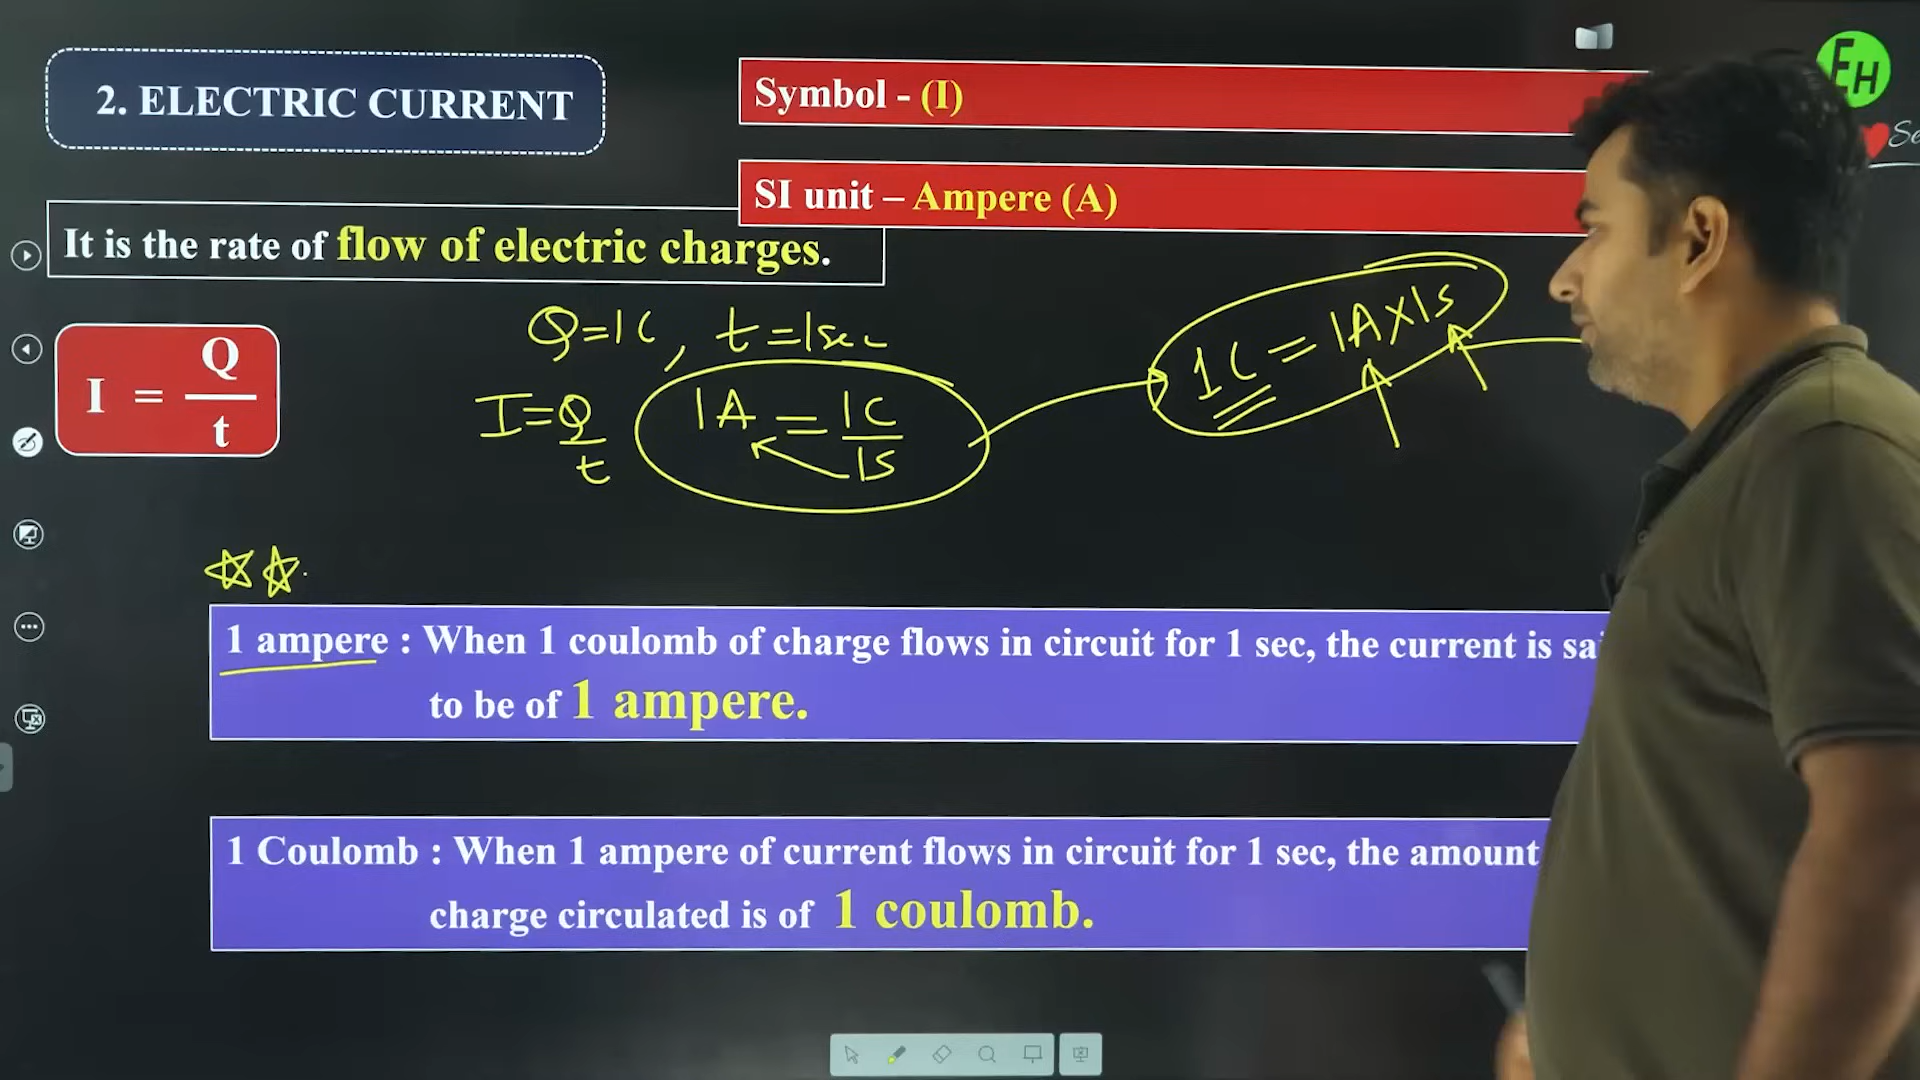 2. ELECTRIC CURRENT
Symbol - (I)
SI unit – Ampere (A)
It is the rate of flow of electric charges.
I = Q/t
Q=1C, t=1sec
I=Q/t
1A = 1C/1s
1C = 1A×1s
1 ampere : When 1 coulomb of charge flows in circuit for 1 sec, the current is
to be of 1 ampere.
1 Coulomb : When 1 ampere of current flows in circuit for 1 sec, the amount
charge circulated is of 1 coulomb.
EH